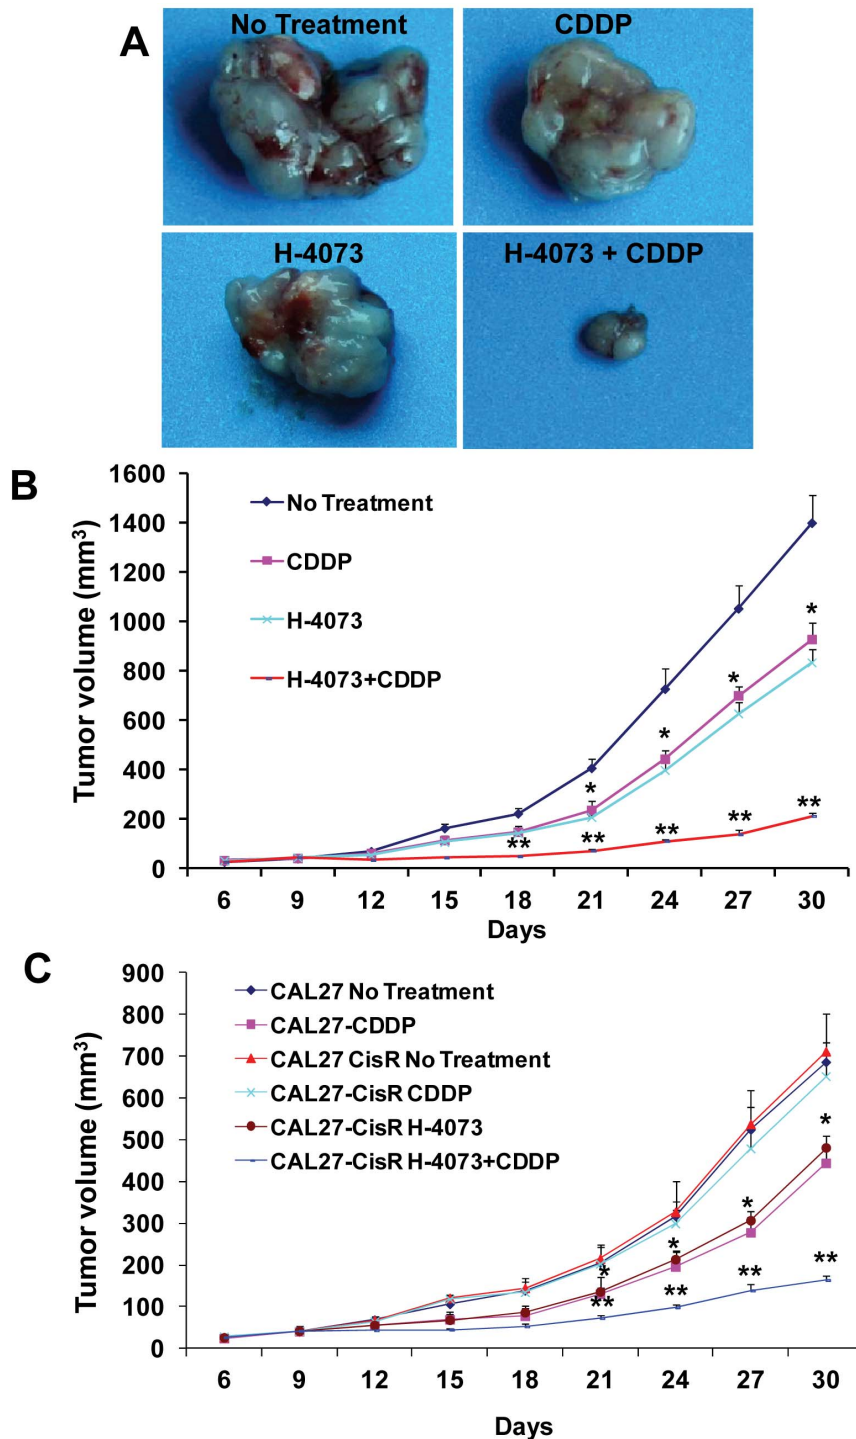 A
No Treatment
CDDP
H-4073
H-4073 + CDDP
B
Tumor volume (mm³)
1600
1400
1200
1000
800
600
400
200
0
No Treatment
CDDP
H-4073
H-4073+CDDP
*
*
*
*
**
**
**
**
**
6 9 12 15 18 21 24 27 30
Days
C
Tumor volume (mm³)
900
800
700
600
500
400
300
200
100
0
CAL27 No Treatment
CAL27-CDDP
CAL27 CisR No Treatment
CAL27-CisR CDDP
CAL27-CisR H-4073
CAL27-CisR H-4073+CDDP
*
*
*
*
**
**
**
**
6 9 12 15 18 21 24 27 30
Days